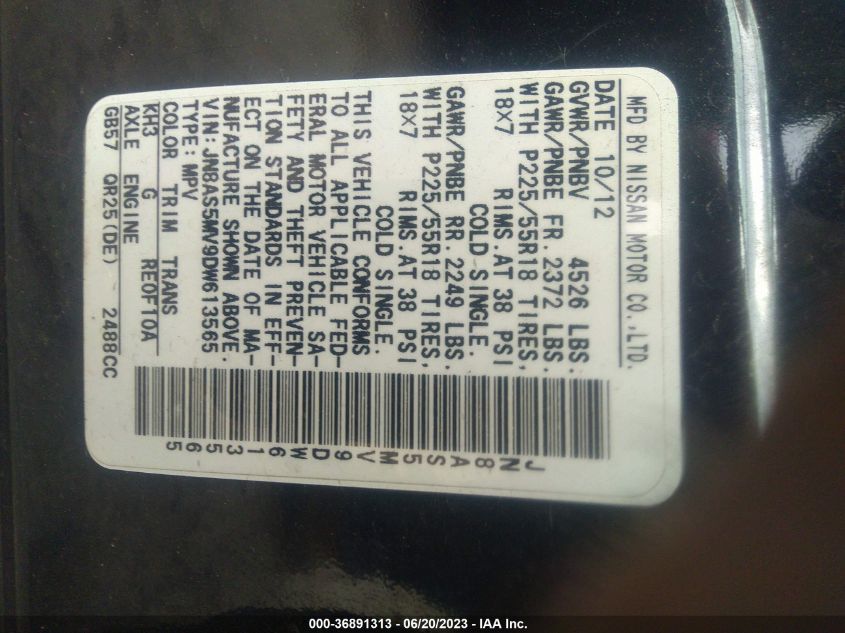 MFD BY NISSAN MOTOR CO.,LTD.
DATE 10/12
GVWR/PNBV 4526 LBS.
GAWR/PNBE FR. 2372 LBS.
WITH P225/55R18 TIRES,
18X7 RIMS.AT 38 PSI
COLD SINGLE.
GAWR/PNBE RR. 2249 LBS.
WITH P225/55R18 TIRES,
18X7 RIMS.AT 38 PSI
COLD SINGLE.
THIS VEHICLE CONFORMS
TO ALL APPLICABLE FED-
ERAL MOTOR VEHICLE SA-
FETY AND THEFT PREVEN-
TION STANDARDS IN EFF-
ECT ON THE DATE OF MA-
NUFACTURE SHOWN ABOVE.
VIN:JN8AS5MV9DW613565
TYPE:MPV
COLOR TRIM TRANS
KH3 G RE0F10A
AXLE ENGINE
GB57 QR25(DE) 2488CC
JN8AS5MV9DW613565
000-36891313 - 06/20/2023 - IAA Inc.